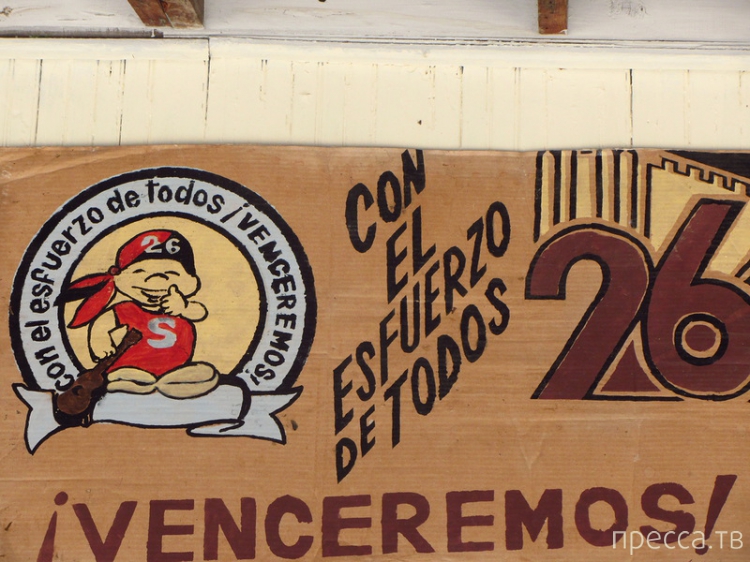 con el esfuerzo de todos ¡VENCEREMOS!
26
S
CON
EL
ESFUERZO
DE TODOS
26
¡VENCEREMOS!
пресса.тв